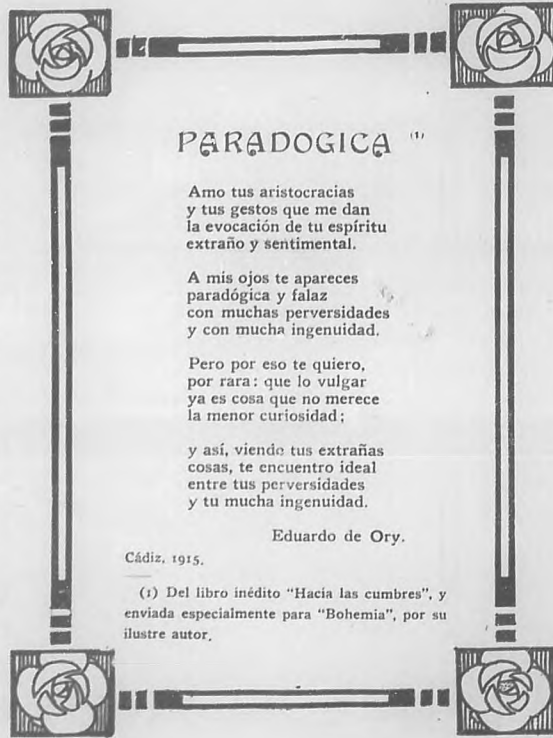 PARADOGICA (1)
Amo tus aristocracias
y tus gestos que me dan
la evocación de tu espíritu
extraño y sentimental.
A mis ojos te apareces
paradógica y falaz
con muchas perversidades
y con mucha ingenuidad.
Pero por eso te quiero,
por rara: que lo vulgar
ya es cosa que no merece
la menor curiosidad;
y así, viendo tus extrañas
cosas, te encuentro ideal
entre tus perversidades
y tu mucha ingenuidad.
Eduardo de Ory.
Cádiz, 1915.
(1) Del libro inédito "Hacia las cumbres", y
enviada especialmente para "Bohemia", por su
ilustre autor.